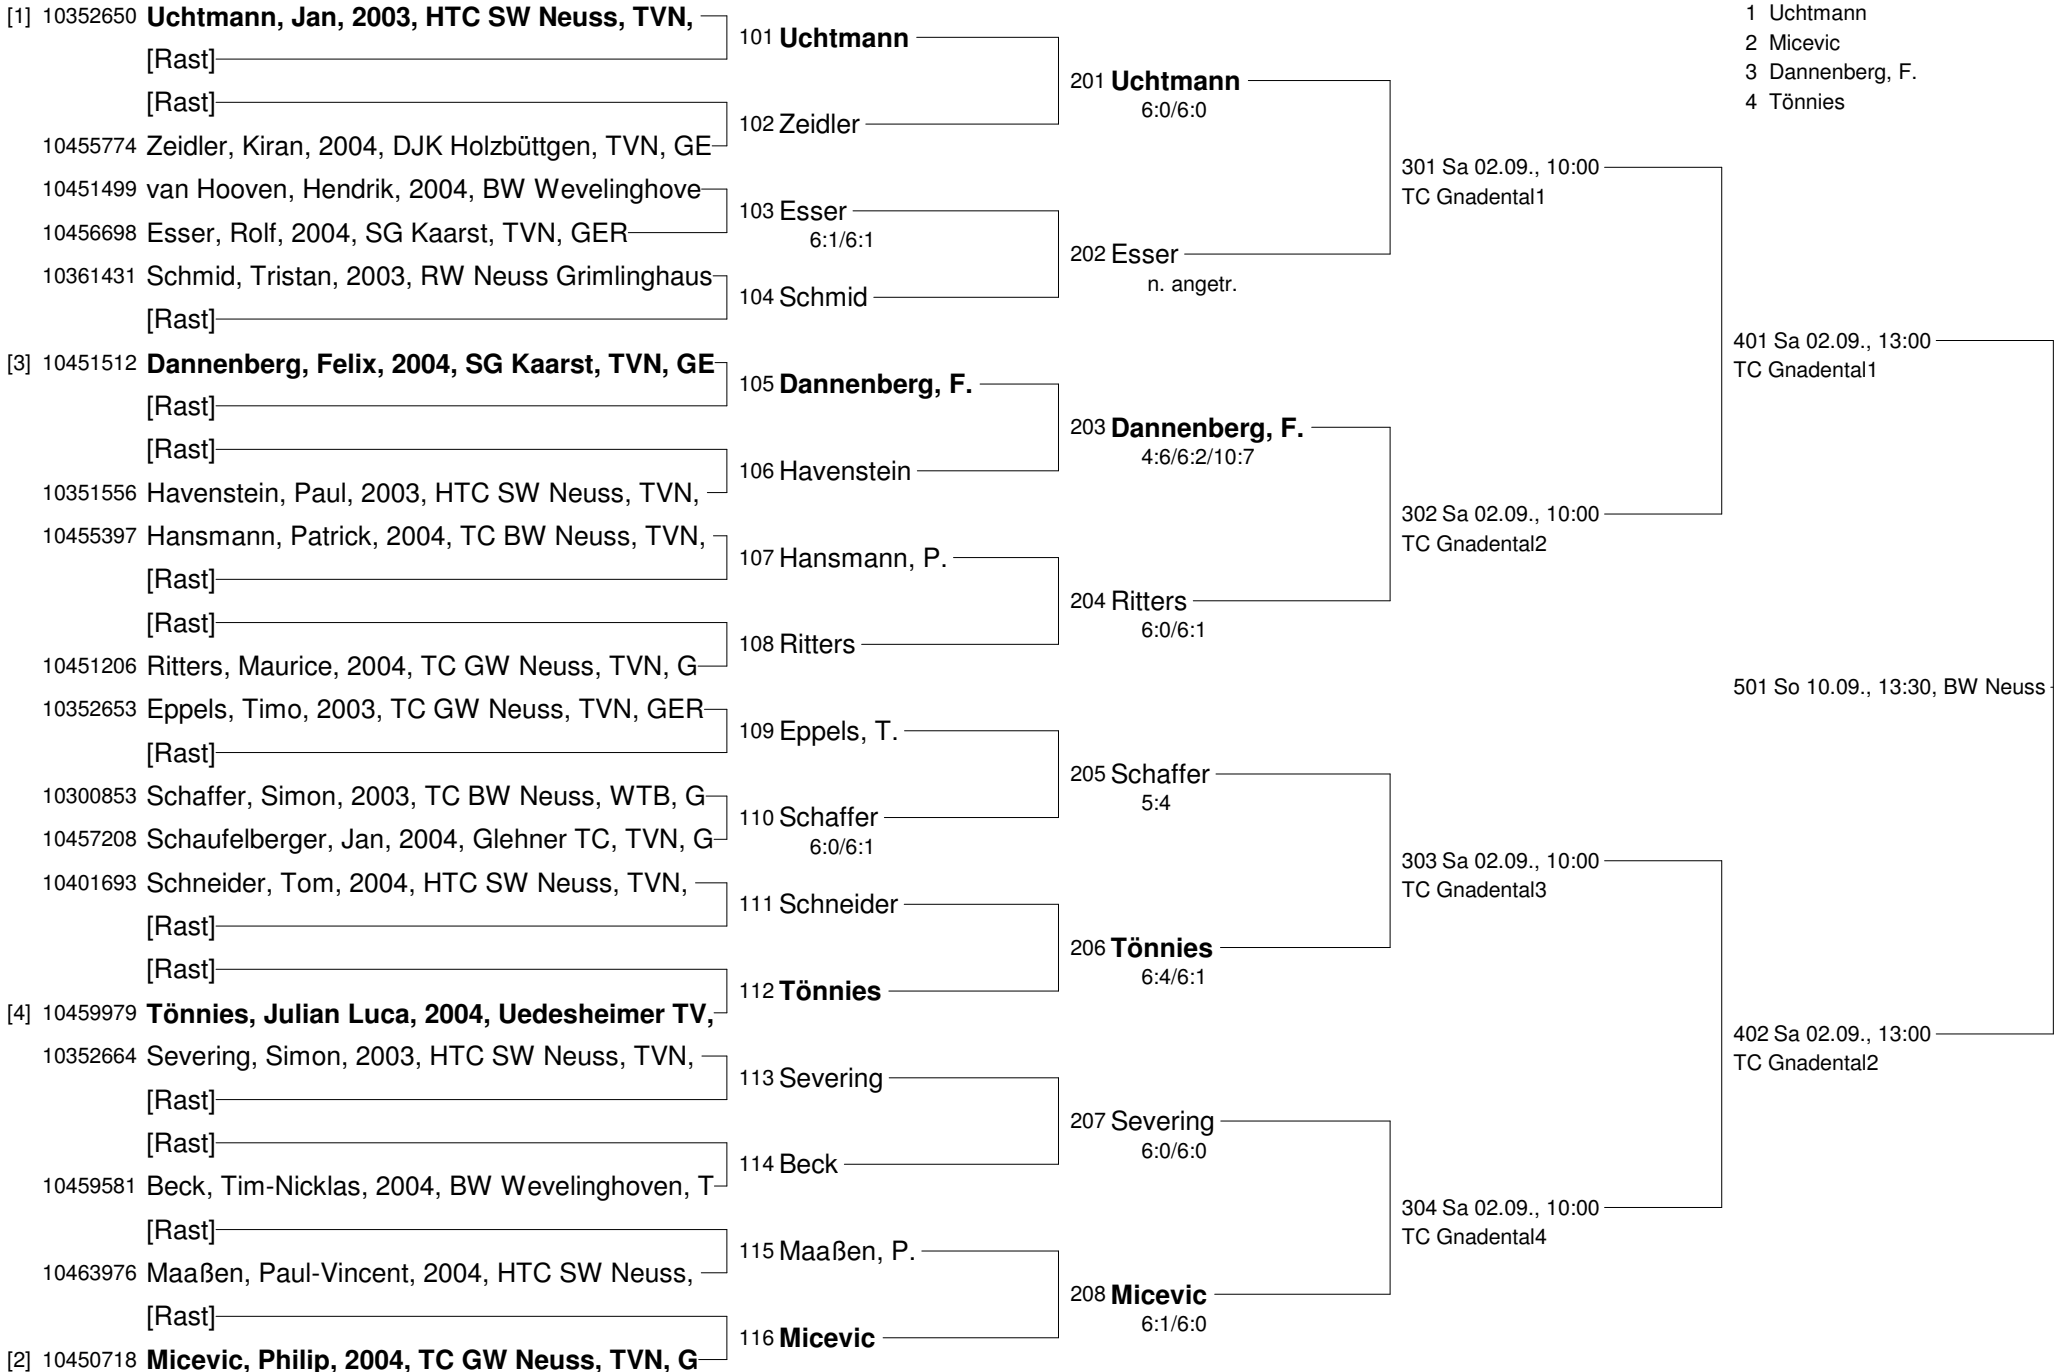 [1] 10352650 Uchtmann, Jan, 2003, HTC SW Neuss, TVN,
[Rast]
[Rast]
10455774 Zeidler, Kiran, 2004, DJK Holzbüttgen, TVN, GE
10451499 van Hooven, Hendrik, 2004, BW Wevelinghove
10456698 Esser, Rolf, 2004, SG Kaarst, TVN, GER
10361431 Schmid, Tristan, 2003, RW Neuss Grimlinghaus
[Rast]
[3] 10451512 Dannenberg, Felix, 2004, SG Kaarst, TVN, GE
[Rast]
[Rast]
10351556 Havenstein, Paul, 2003, HTC SW Neuss, TVN,
10455397 Hansmann, Patrick, 2004, TC BW Neuss, TVN,
[Rast]
[Rast]
10451206 Ritters, Maurice, 2004, TC GW Neuss, TVN, G
10352653 Eppels, Timo, 2003, TC GW Neuss, TVN, GER
[Rast]
10300853 Schaffer, Simon, 2003, TC BW Neuss, WTB, G
10457208 Schaufelberger, Jan, 2004, Glehner TC, TVN, G
10401693 Schneider, Tom, 2004, HTC SW Neuss, TVN,
[Rast]
[Rast]
[4] 10459979 Tönnies, Julian Luca, 2004, Uedesheimer TV,
10352664 Severing, Simon, 2003, HTC SW Neuss, TVN,
[Rast]
[Rast]
10459581 Beck, Tim-Nicklas, 2004, BW Wevelinghoven, T
[Rast]
10463976 Maaßen, Paul-Vincent, 2004, HTC SW Neuss,
[Rast]
[2] 10450718 Micevic, Philip, 2004, TC GW Neuss, TVN, G
101 Uchtmann
102 Zeidler
103 Esser
6:1/6:1
104 Schmid
105 Dannenberg, F.
106 Havenstein
107 Hansmann, P.
108 Ritters
109 Eppels, T.
110 Schaffer
6:0/6:1
111 Schneider
112 Tönnies
113 Severing
114 Beck
115 Maaßen, P.
116 Micevic
201 Uchtmann
6:0/6:0
202 Esser
n. angetr.
203 Dannenberg, F.
4:6/6:2/10:7
204 Ritters
6:0/6:1
205 Schaffer
5:4
206 Tönnies
6:4/6:1
207 Severing
6:0/6:0
208 Micevic
6:1/6:0
301 Sa 02.09., 10:00
TC Gnadental1
302 Sa 02.09., 10:00
TC Gnadental2
303 Sa 02.09., 10:00
TC Gnadental3
304 Sa 02.09., 10:00
TC Gnadental4
1 Uchtmann
2 Micevic
3 Dannenberg, F.
4 Tönnies
401 Sa 02.09., 13:00
TC Gnadental1
501 So 10.09., 13:30, BW Neuss
402 Sa 02.09., 13:00
TC Gnadental2